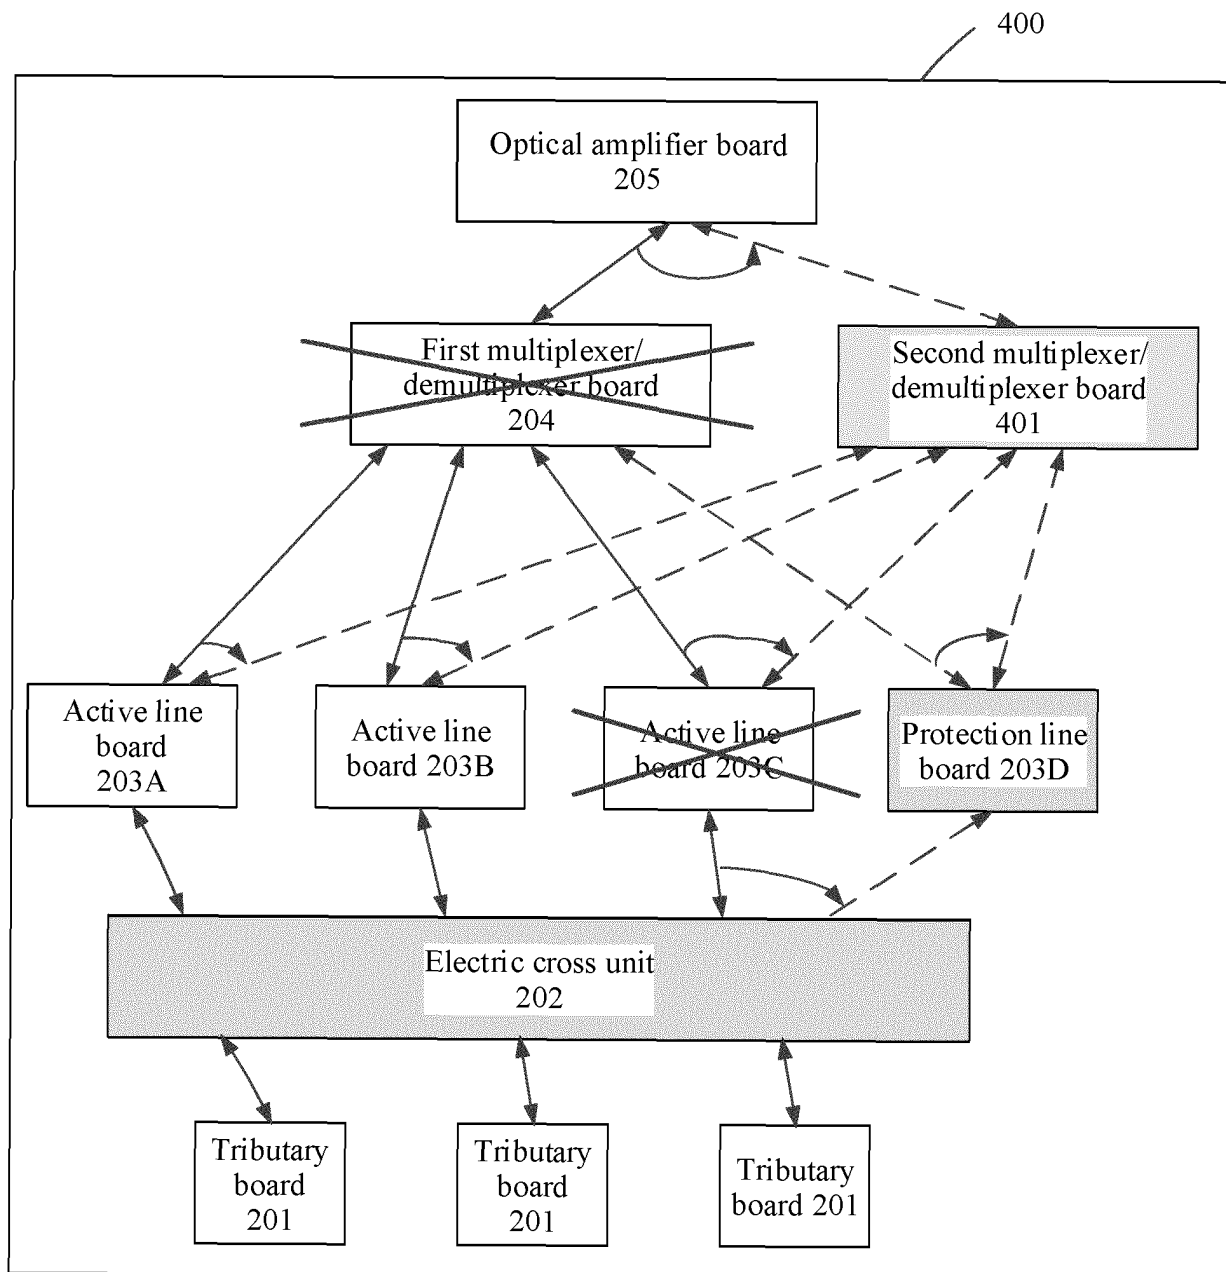 400
Optical amplifier board
205
First multiplexer/
demultiplexer board
204
Second multiplexer/
demultiplexer board
401
Active line
board
203A
Active line
board 203B
Active line
board 203C
Protection line
board 203D
Electric cross unit
202
Tributary
board
201
Tributary
board
201
Tributary
board 201